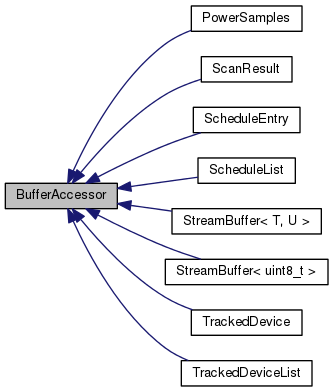 PowerSamples
ScanResult
ScheduleEntry
ScheduleList
BufferAccessor
StreamBuffer< T, U >
StreamBuffer< uint8_t >
TrackedDevice
TrackedDeviceList